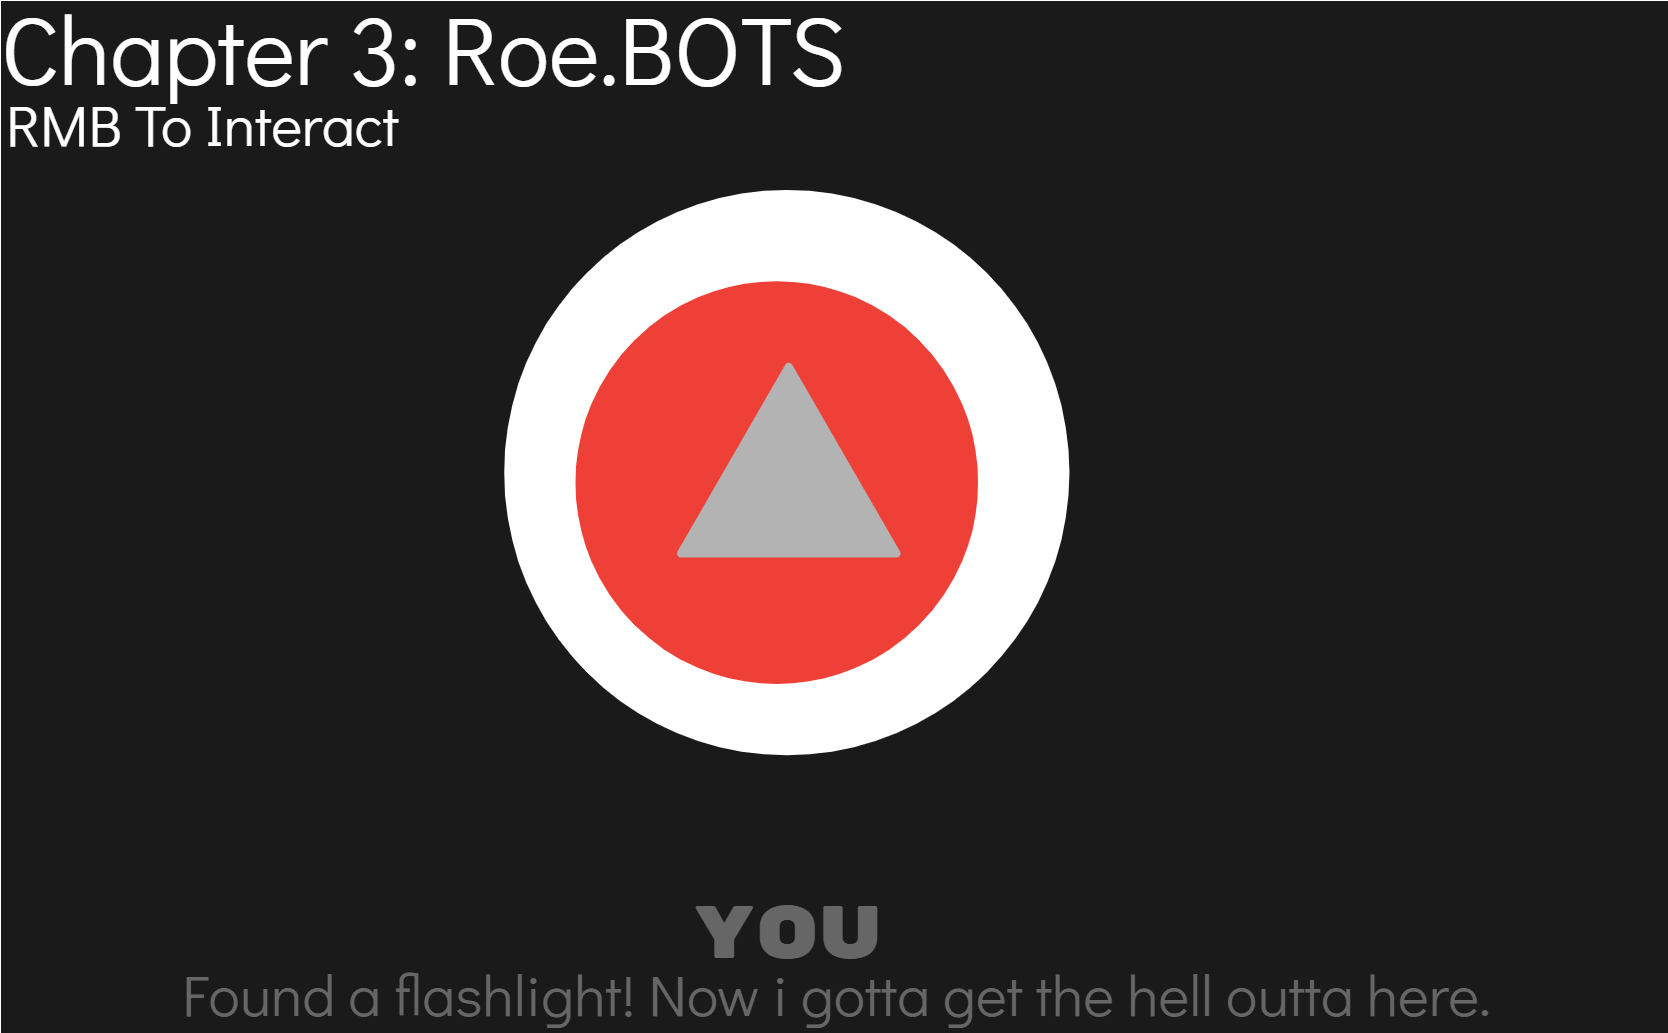 Chapter 3: Roe.BOTS
RMB To Interact
YOU
Found a flashlight! Now i gotta get the hell outta here.